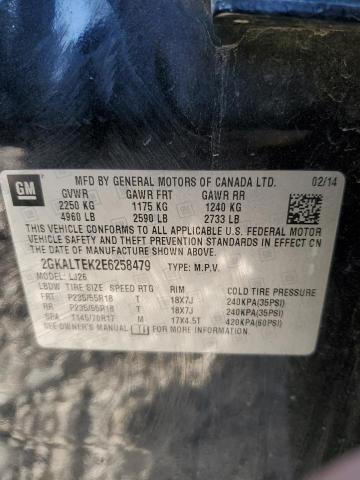 GM
MFD BY GENERAL MOTORS OF CANADA LTD. 02/14
GVWR GAWR FRT GAWR RR
2250 KG 1175 KG 1240 KG
4960 LB 2590 LB 2733 LB
THIS VEHICLE CONFORMS TO ALL APPLICABLE U.S. FEDERAL MOTOR
VEHICLE SAFETY AND THEFT PREVENTION STANDARDS IN EFFECT ON THE
DATE OF MANUFACTURE SHOWN ABOVE.
2GKALTEK2E6258479 TYPE: M.P.V.
MODEL: LJ26
LBDW TIRE SIZE SPEED RTG RIM COLD TIRE PRESSURE
FRT P235/55R18 T 18X7J 240KPA(35PSI)
RR P235/55R18 T 18X7J 240KPA(35PSI)
SPA T145/70R17 M 17X4.5T 420KPA(60PSI)
SEE OWNER'S MANUAL FOR ADDITIONAL INFORMATION.